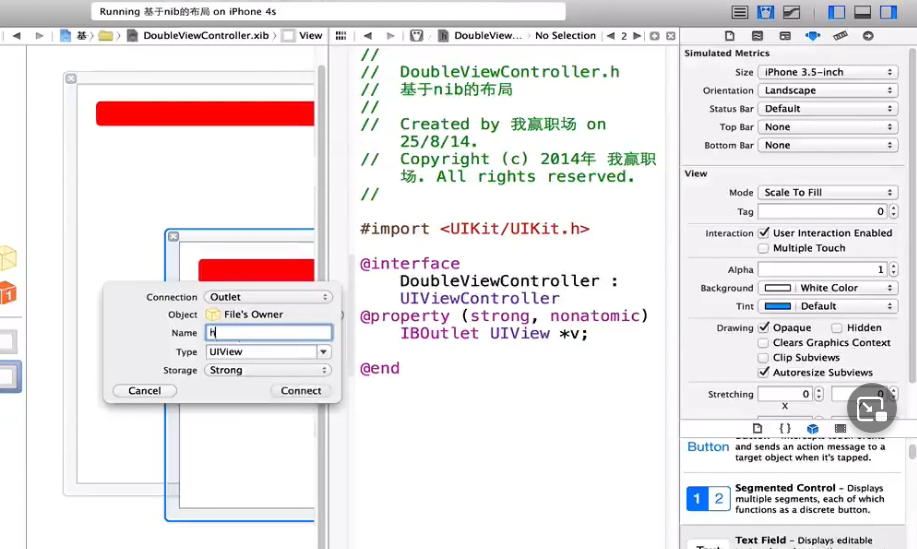 Running 基于nib的布局 on iPhone 4s
基
DoubleViewController.xib
View
DoubleView...
No Selection
2
//
// DoubleViewController.h
// 基于nib的布局
//
// Created by 我赢职场 on
25/8/14.
// Copyright (c) 2014年 我赢职
场. All rights reserved.
//
#import <UIKit/UIKit.h>
@interface
DoubleViewController :
UIViewController
@property (strong, nonatomic)
IBOutlet UIView *v;
@end
1
Connection Outlet
Object File's Owner
Name h
Type UIView
Storage Strong
Cancel Connect
Simulated Metrics
Size iPhone 3.5-inch
Orientation Landscape
Status Bar Default
Top Bar None
Bottom Bar None
View
Mode Scale To Fill
Tag 0
Interaction User Interaction Enabled
Multiple Touch
Alpha 1
Background White Color
Tint Default
Drawing Opaque Hidden
Clears Graphics Context
Clip Subviews
Autoresize Subviews
Stretching 0 0
X
{ }
Button
and sends an action message to a
target object when it's tapped.
1 2
Segmented Control – Displays
multiple segments, each of which
functions as a discrete button.
Text Field – Displays editable